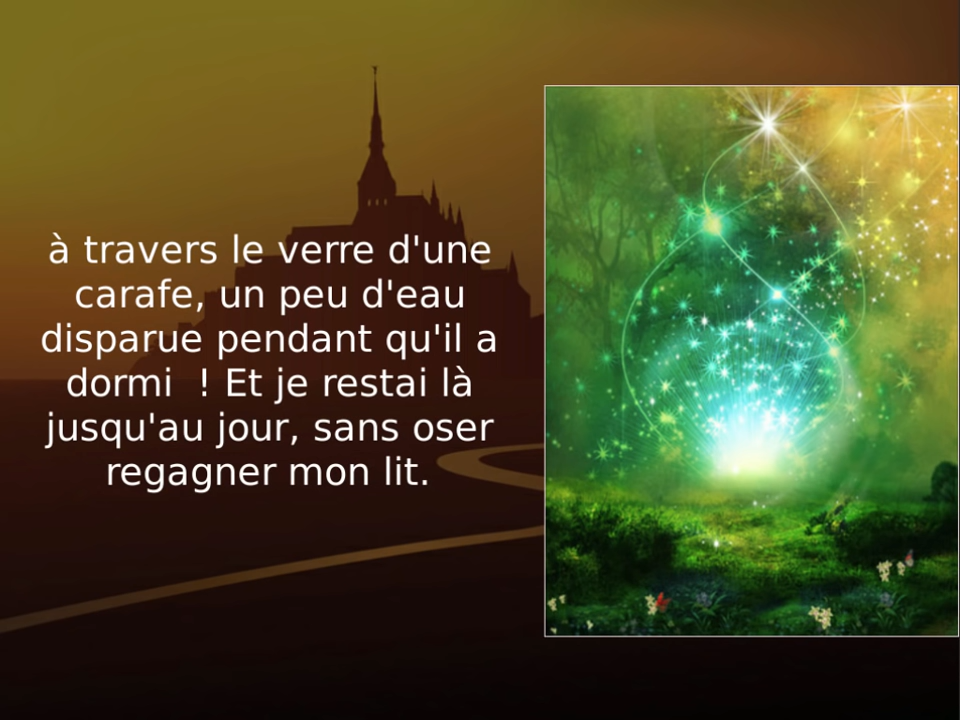 à travers le verre d'une
carafe, un peu d'eau
disparue pendant qu'il a
dormi  ! Et je restai là
jusqu'au jour, sans oser
regagner mon lit.